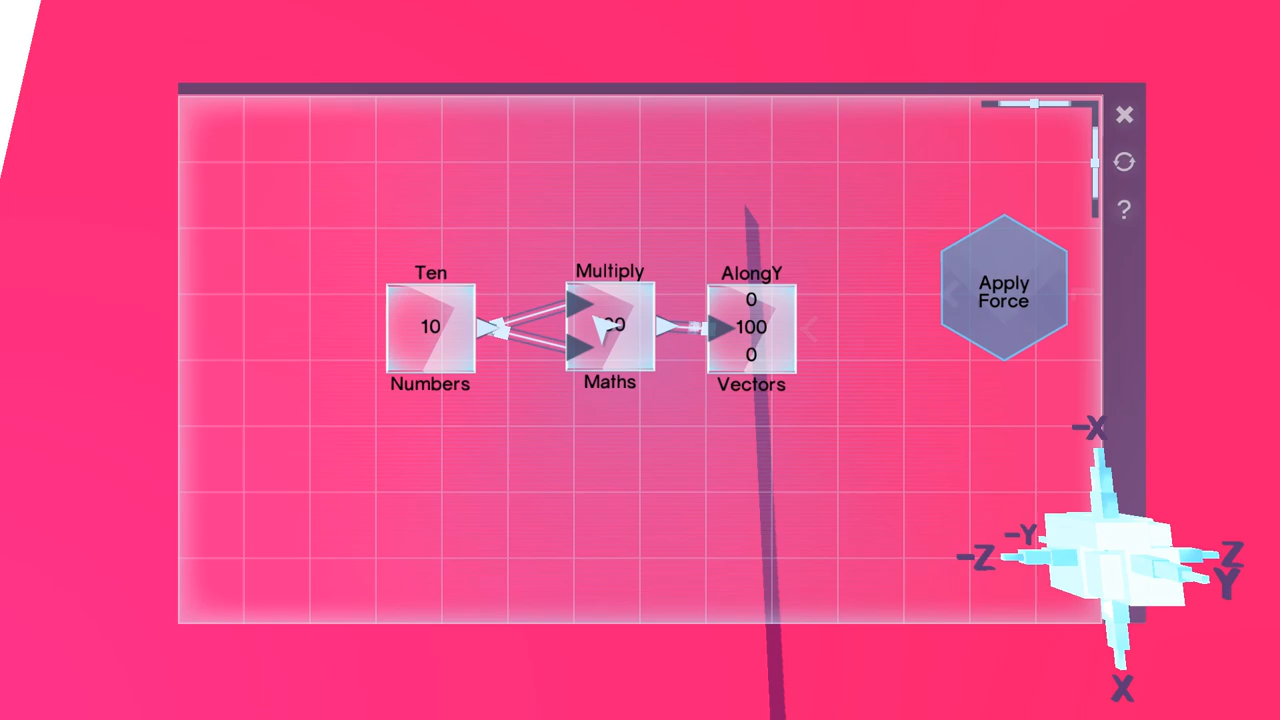 ?
Ten
10
Numbers
Multiply
Maths
AlongY
0
100
0
Vectors
Apply
Force
-X
-Y
-Z
Z
Y
X